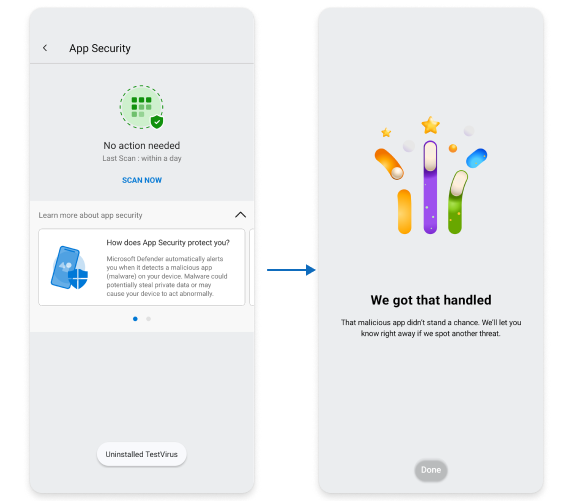 App Security
No action needed
Last Scan : within a day
SCAN NOW
Learn more about app security
How does App Security protect you?
Microsoft Defender automatically alerts
you when it detects a malicious app
(malware) on your device. Malware could
potentially steal private data or may
cause your device to act abnormally.
Uninstalled TestVirus
We got that handled
That malicious app didn't stand a chance. We'll let you
know right away if we spot another threat.
Done